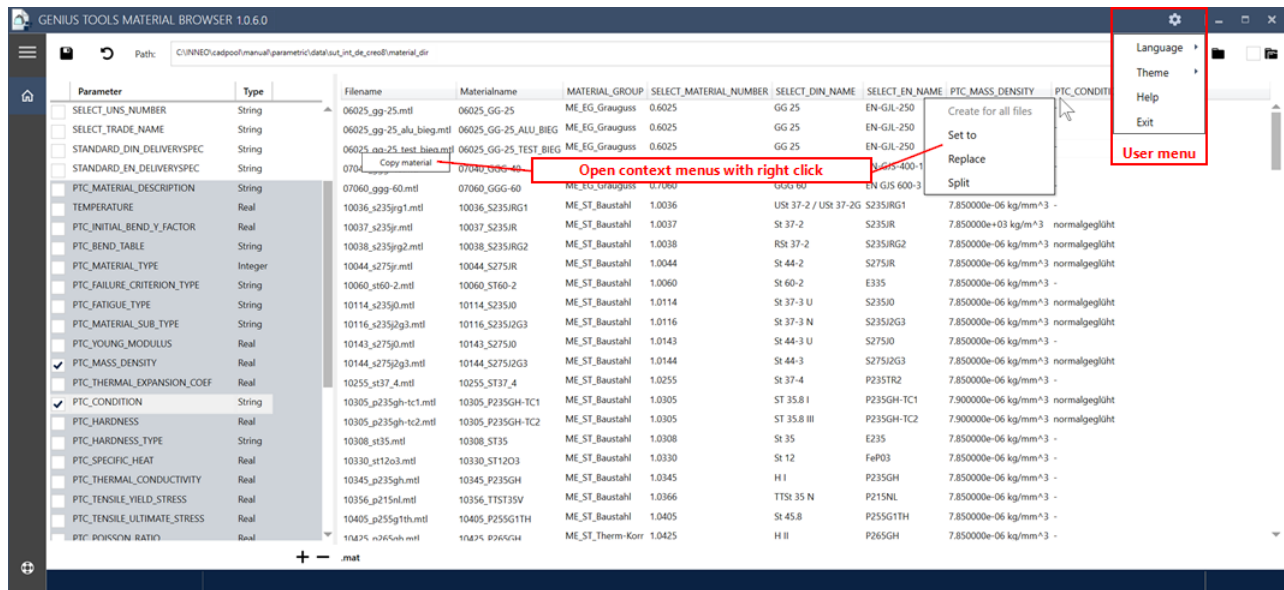 GENIUS TOOLS MATERIAL BROWSER 1.0.6.0
Path: C:\INNEO\cadpool\manual\parametric\data\sut_int_de_creo8\material_dir
Language
Theme
Help
Exit
User menu
Parameter Type
SELECT_UNS_NUMBER String
SELECT_TRADE_NAME String
STANDARD_DIN_DELIVERYSPEC String
STANDARD_EN_DELIVERYSPEC String
PTC_MATERIAL_DESCRIPTION String
TEMPERATURE Real
PTC_INITIAL_BEND_Y_FACTOR Real
PTC_BEND_TABLE String
PTC_MATERIAL_TYPE Integer
PTC_FAILURE_CRITERION_TYPE String
PTC_FATIGUE_TYPE String
PTC_MATERIAL_SUB_TYPE String
PTC_YOUNG_MODULUS Real
PTC_MASS_DENSITY Real
PTC_THERMAL_EXPANSION_COEF Real
PTC_CONDITION String
PTC_HARDNESS Real
PTC_HARDNESS_TYPE String
PTC_SPECIFIC_HEAT Real
PTC_THERMAL_CONDUCTIVITY Real
PTC_TENSILE_YIELD_STRESS Real
PTC_TENSILE_ULTIMATE_STRESS Real
PTC_POISSON_RATIO Real
Filename Materialname MATERIAL_GROUP SELECT_MATERIAL_NUMBER SELECT_DIN_NAME SELECT_EN_NAME PTC_MASS_DENSITY PTC_CONDITI
06025_gg-25.mtl 06025_GG-25 ME_EG_Grauguss 0.6025 GG 25 EN-GJL-250
06025_gg-25_alu_bieg.mtl 06025_GG-25_ALU_BIEG ME_EG_Grauguss 0.6025 GG 25 EN-GJL-250
06025_gg-25_test_bieg.mtl 06025_GG-25_TEST_BIEG ME_EG_Grauguss 0.6025 GG 25 EN-GJL-250
0704 07040_GGG-40 EN-GJS-400-1
07060_ggg-60.mtl 07060_GGG-60 ME_EG_Grauguss 0.7060 GGG 60 EN GJS 600-3
10036_s235jrg1.mtl 10036_S235JRG1 ME_ST_Baustahl 1.0036 USt 37-2 / USt 37-2G S235JRG1 7.850000e-06 kg/mm^3 -
10037_s235jr.mtl 10037_S235JR ME_ST_Baustahl 1.0037 St 37-2 S235JR 7.850000e+03 kg/m^3 normalgeglüht
10038_s235jrg2.mtl 10038_S235JRG2 ME_ST_Baustahl 1.0038 RSt 37-2 S235JRG2 7.850000e-06 kg/mm^3 -
10044_s275jr.mtl 10044_S275JR ME_ST_Baustahl 1.0044 St 44-2 S275JR 7.850000e-06 kg/mm^3 normalgeglüht
10060_st60-2.mtl 10060_ST60-2 ME_ST_Baustahl 1.0060 St 60-2 E335 7.850000e-06 kg/mm^3 -
10114_s235j0.mtl 10114_S235J0 ME_ST_Baustahl 1.0114 St 37-3 U S235J0 7.850000e-06 kg/mm^3 normalgeglüht
10116_s235j2g3.mtl 10116_S235J2G3 ME_ST_Baustahl 1.0116 St 37-3 N S235J2G3 7.850000e-06 kg/mm^3 normalgeglüht
10143_s275j0.mtl 10143_S275J0 ME_ST_Baustahl 1.0143 St 44-3 U S275J0 7.850000e-06 kg/mm^3 -
10144_s275j2g3.mtl 10144_S275J2G3 ME_ST_Baustahl 1.0144 St 44-3 S275J2G3 7.850000e-06 kg/mm^3 normalgeglüht
10255_st37_4.mtl 10255_ST37_4 ME_ST_Baustahl 1.0255 St 37-4 P235TR2 7.850000e-06 kg/mm^3 -
10305_p235gh-tc1.mtl 10305_P235GH-TC1 ME_ST_Baustahl 1.0305 ST 35.8 I P235GH-TC1 7.900000e-06 kg/mm^3 normalgeglüht
10305_p235gh-tc2.mtl 10305_P235GH-TC2 ME_ST_Baustahl 1.0305 ST 35.8 III P235GH-TC2 7.900000e-06 kg/mm^3 normalgeglüht
10308_st35.mtl 10308_ST35 ME_ST_Baustahl 1.0308 St 35 E235 7.850000e-06 kg/mm^3 -
10330_st12o3.mtl 10330_ST12O3 ME_ST_Baustahl 1.0330 St 12 FeP03 7.850000e-06 kg/mm^3 -
10345_p235gh.mtl 10345_P235GH ME_ST_Baustahl 1.0345 H I P235GH 7.850000e-06 kg/mm^3 -
10356_p215nl.mtl 10356_TTST35V ME_ST_Baustahl 1.0366 TTSt 35 N P215NL 7.850000e-06 kg/mm^3 -
10405_p255g1th.mtl 10405_P255G1TH ME_ST_Baustahl 1.0405 St 45.8 P255G1TH 7.850000e-06 kg/mm^3 -
10425_p265gh.mtl 10425_P265GH ME_ST_Therm-Korr 1.0425 H II P265GH 7.850000e-06 kg/mm^3 -
Copy material
Open context menus with right click
Create for all files
Set to
Replace
Split
.mat